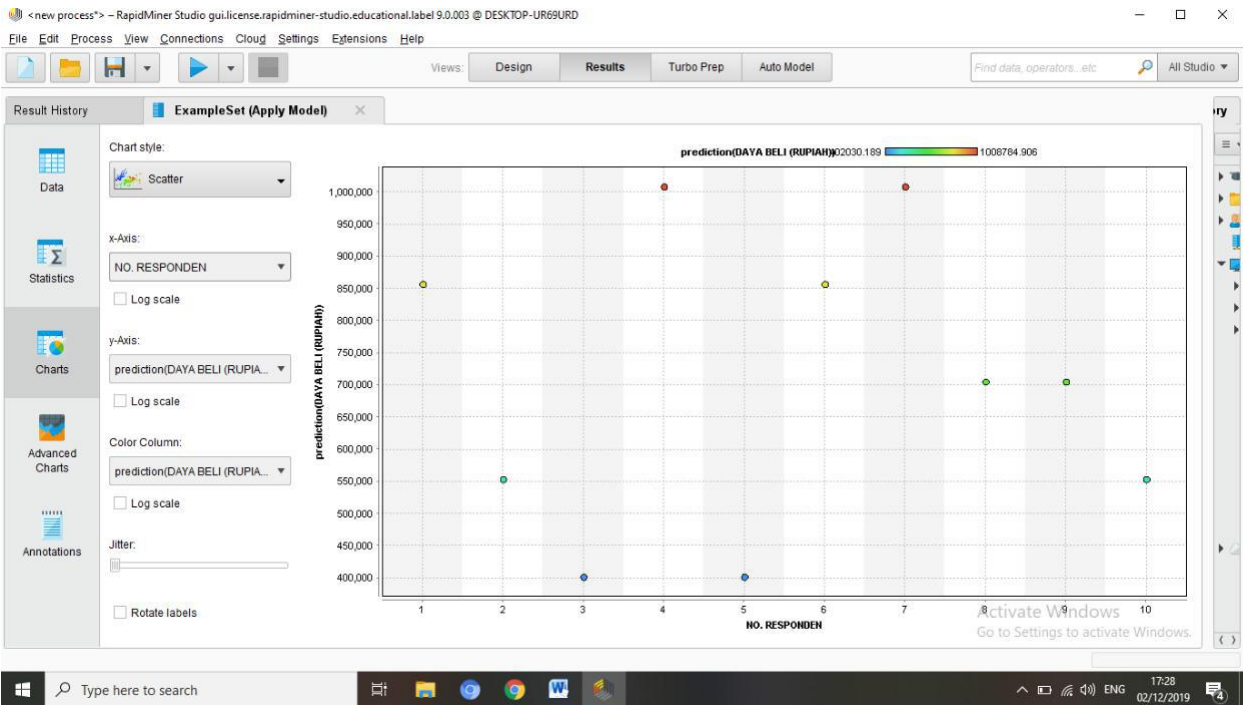 <new process*> – RapidMiner Studio gui.license.rapidminer-studio.educational.label 9.0.003 @ DESKTOP-UR69URD
File Edit Process View Connections Cloud Settings Extensions Help
Views: Design Results Turbo Prep Auto Model Find data, operators...etc All Studio
Result History ExampleSet (Apply Model)
Data
Statistics
Charts
Advanced
Charts
Annotations
Chart style:
Scatter
x-Axis:
NO. RESPONDEN
Log scale
y-Axis:
prediction(DAYA BELI (RUPIA...
Log scale
Color Column:
prediction(DAYA BELI (RUPIA...
Log scale
Jitter:
Rotate labels
prediction(DAYA BELI (RUPIAH)) 02030.189 1008784.906
prediction(DAYA BELI (RUPIAH))
1,000,000
950,000
900,000
850,000
800,000
750,000
700,000
650,000
600,000
550,000
500,000
450,000
400,000
1 2 3 4 5 6 7 8 9 10
NO. RESPONDEN
Activate Windows
Go to Settings to activate Windows.
Type here to search
ENG
17:28
02/12/2019
4